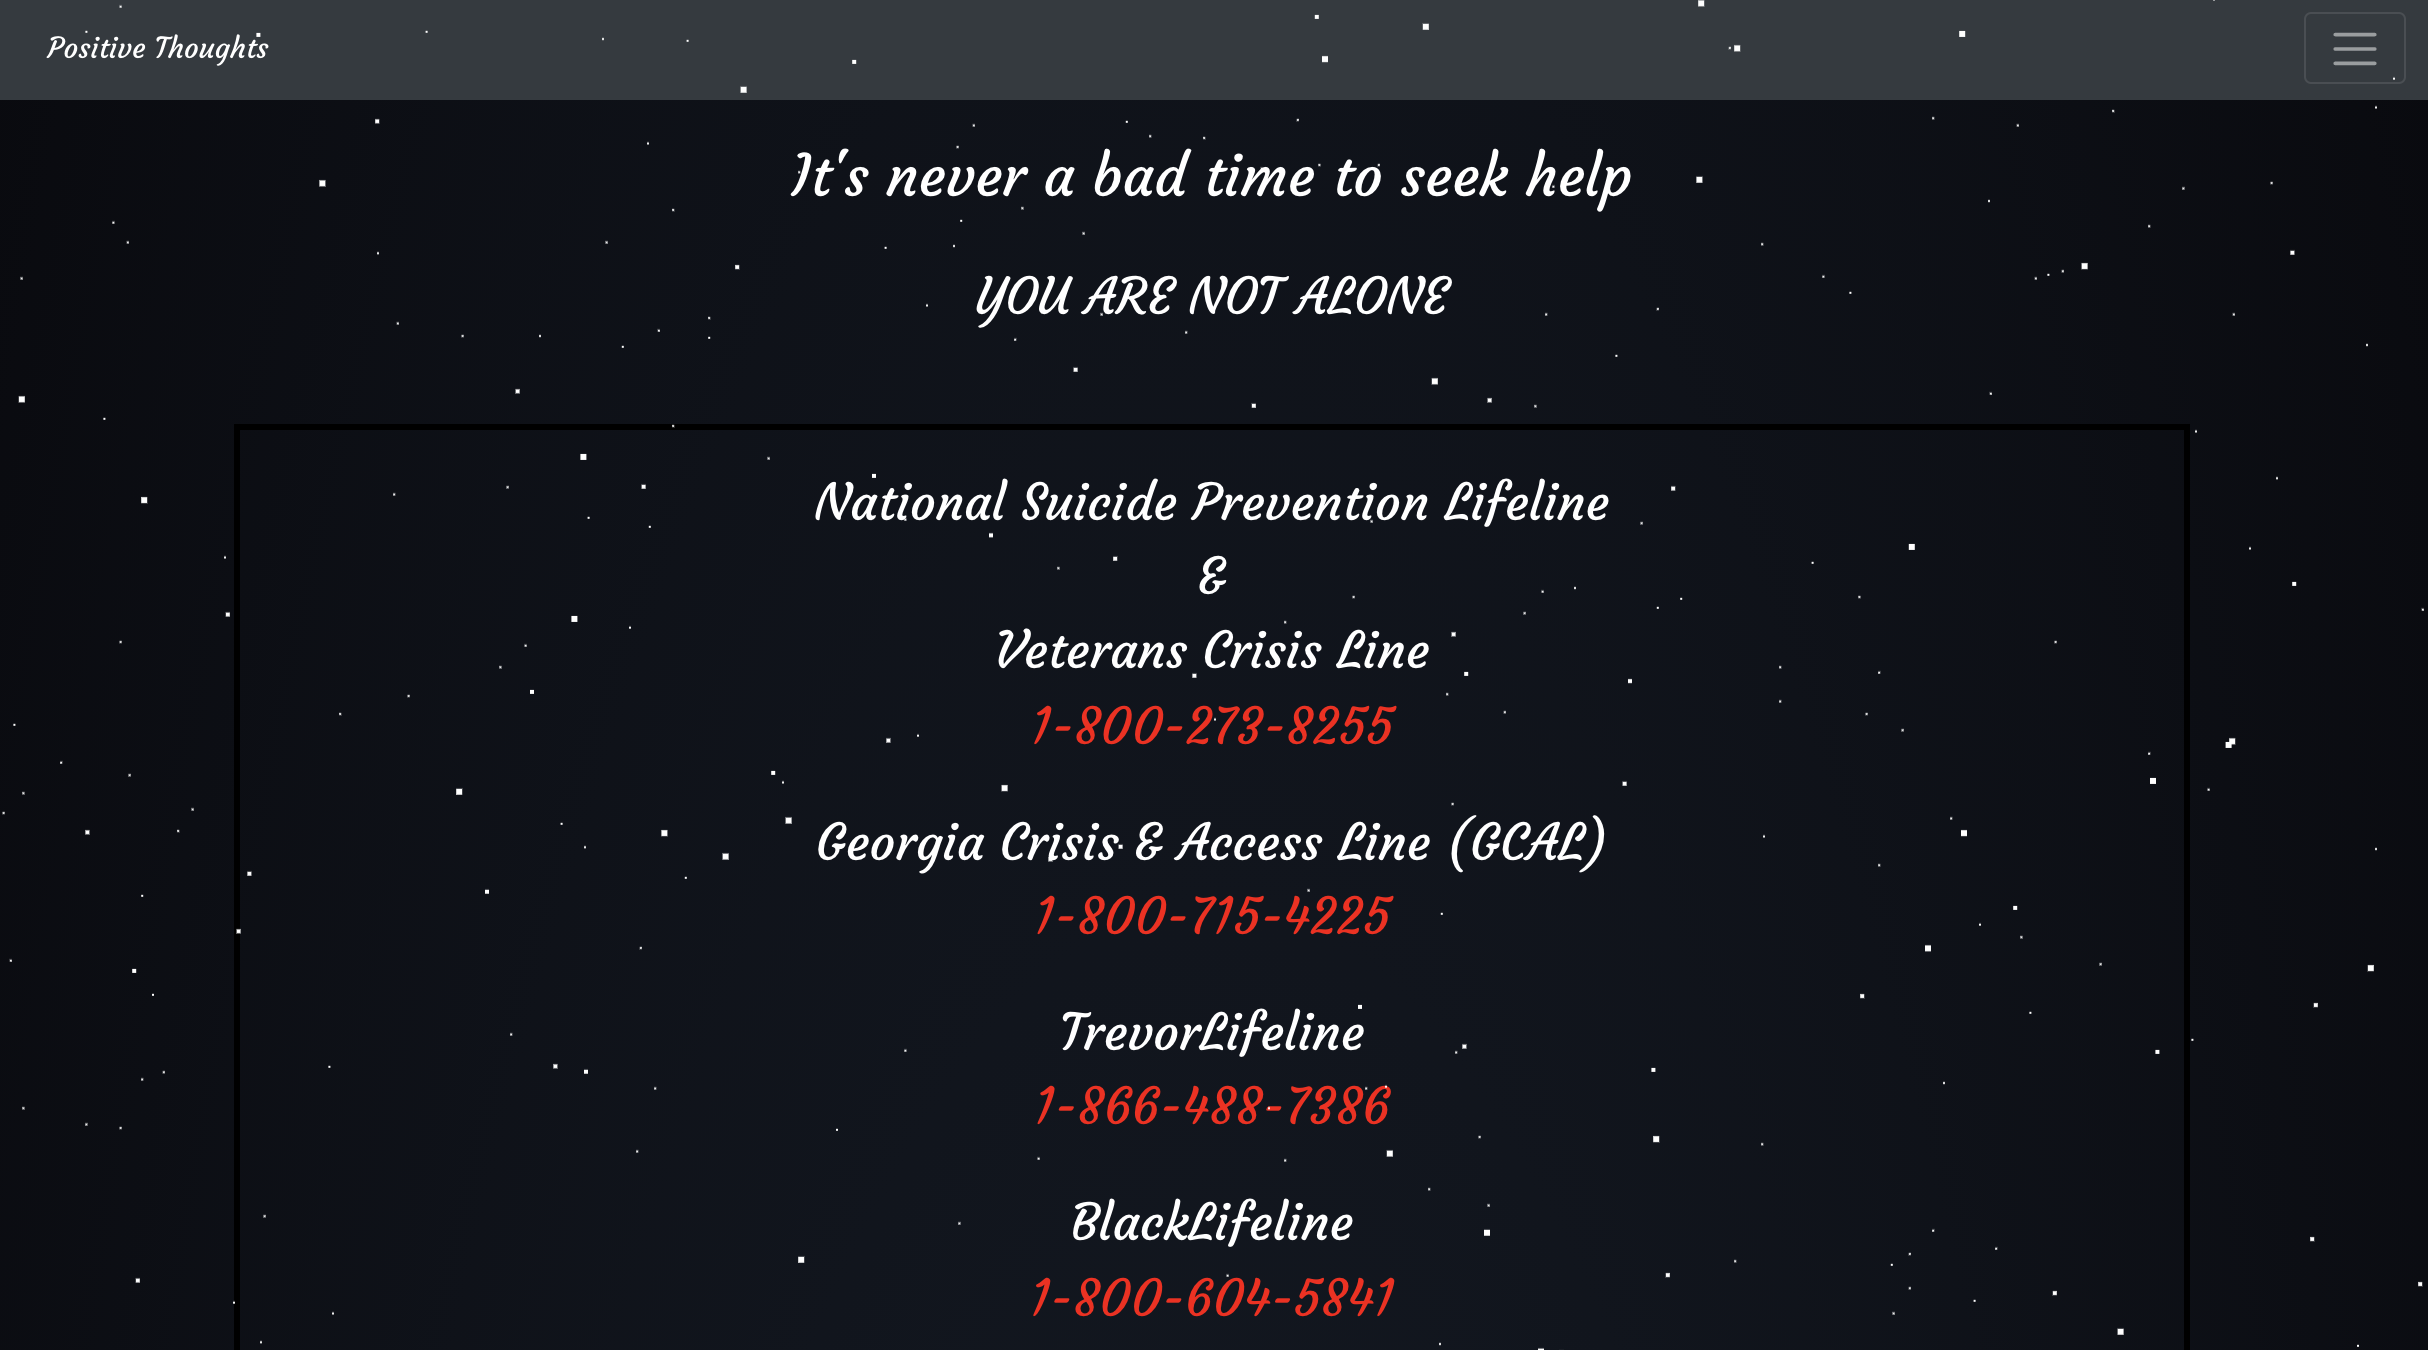 Positive Thoughts
It's never a bad time to seek help
YOU ARE NOT ALONE
National Suicide Prevention Lifeline
&
Veterans Crisis Line
1-800-273-8255
Georgia Crisis & Access Line (GCAL)
1-800-715-4225
TrevorLifeline
1-866-488-7386
BlackLifeline
1-800-604-5841